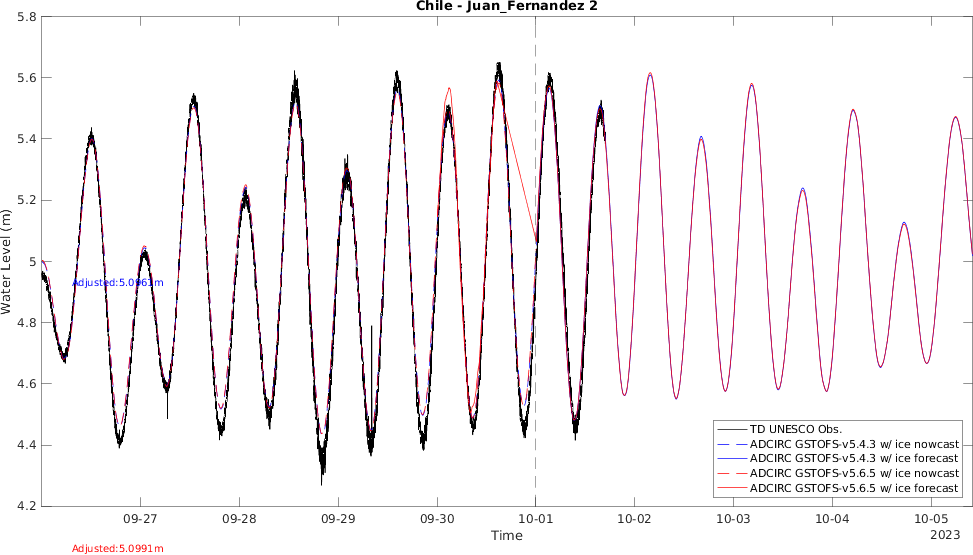 Chile - Juan_Fernandez 2
5.8
5.6
5.4
5.2
5
4.8
4.6
4.4
4.2
Water Level (m)
Adjusted:5.0961m
TD UNESCO Obs.
ADCIRC GSTOFS-v5.4.3 w/ ice nowcast
ADCIRC GSTOFS-v5.4.3 w/ ice forecast
ADCIRC GSTOFS-v5.6.5 w/ ice nowcast
ADCIRC GSTOFS-v5.6.5 w/ ice forecast
09-27 09-28 09-29 09-30 10-01 10-02 10-03 10-04 10-05
Time
2023
Adjusted:5.0991m